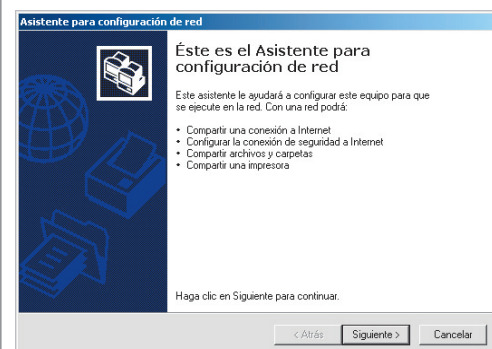 Asistente para configuración de red
Éste es el Asistente para
configuración de red
Este asistente le ayudará a configurar este equipo para que
se ejecute en la red. Con una red podrá:
• Compartir una conexión a Internet
• Configurar la conexión de seguridad a Internet
• Compartir archivos y carpetas
• Compartir una impresora
Haga clic en Siguiente para continuar.
< Atrás Siguiente > Cancelar